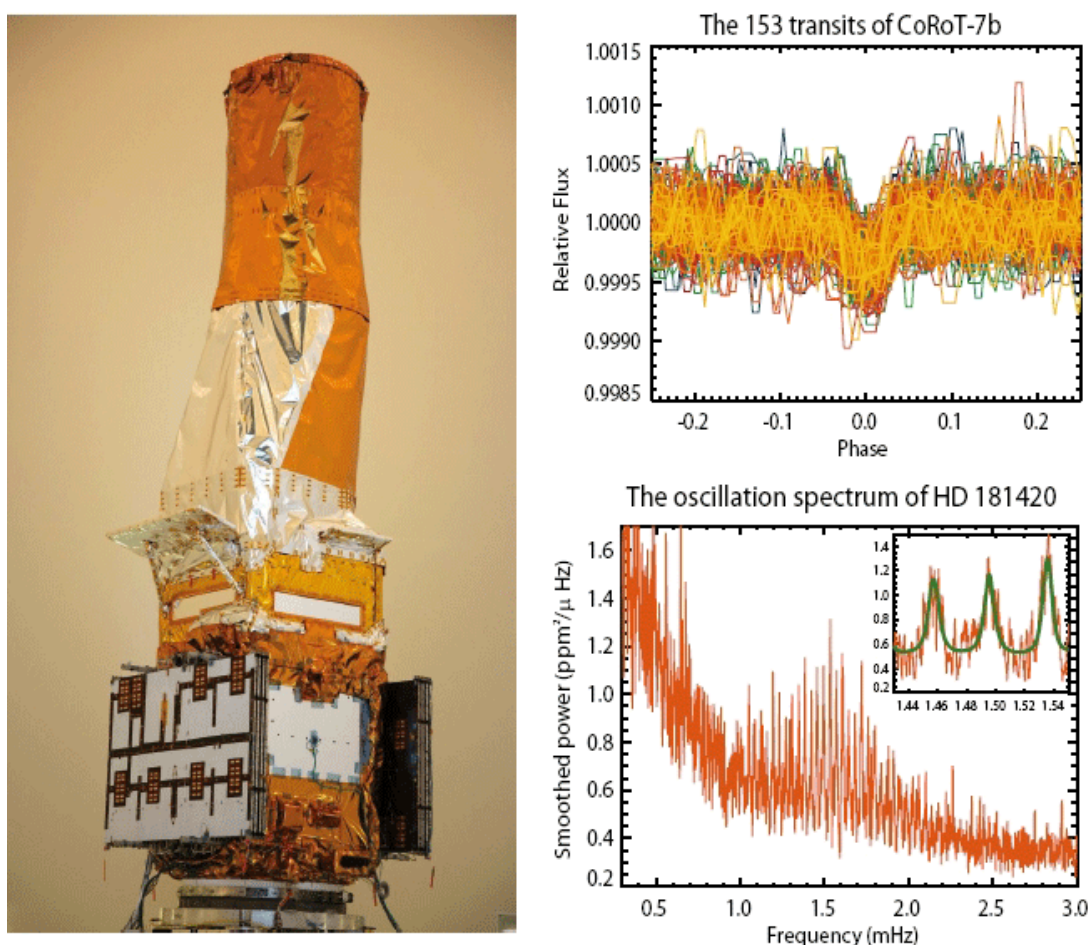 The 153 transits of CoRoT-7b
1.0015
1.0010
1.0005
1.0000
0.9995
0.9990
0.9985
Relative Flux
-0.2 -0.1 0.0 0.1 0.2
Phase
The oscillation spectrum of HD 181420
1.6
1.4
1.2
1.0
0.8
0.6
0.4
0.2
Smoothed power (ppm²/μ Hz)
1.4
1.2
1.0
0.8
0.6
0.4
0.2
1.44 1.46 1.48 1.50 1.52 1.54
0.5 1.0 1.5 2.0 2.5 3.0
Frequency (mHz)